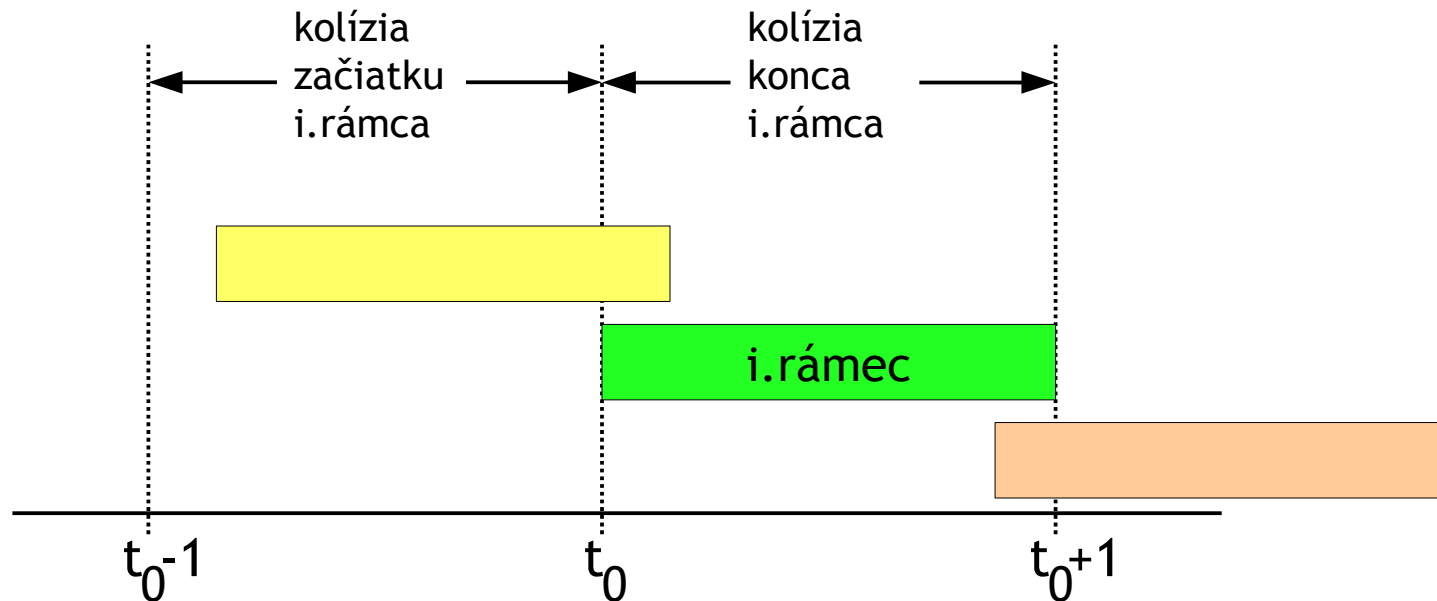 kolízia
začiatku
i.rámca
kolízia
konca
i.rámca
i.rámec
t₀-1
t₀
t₀+1